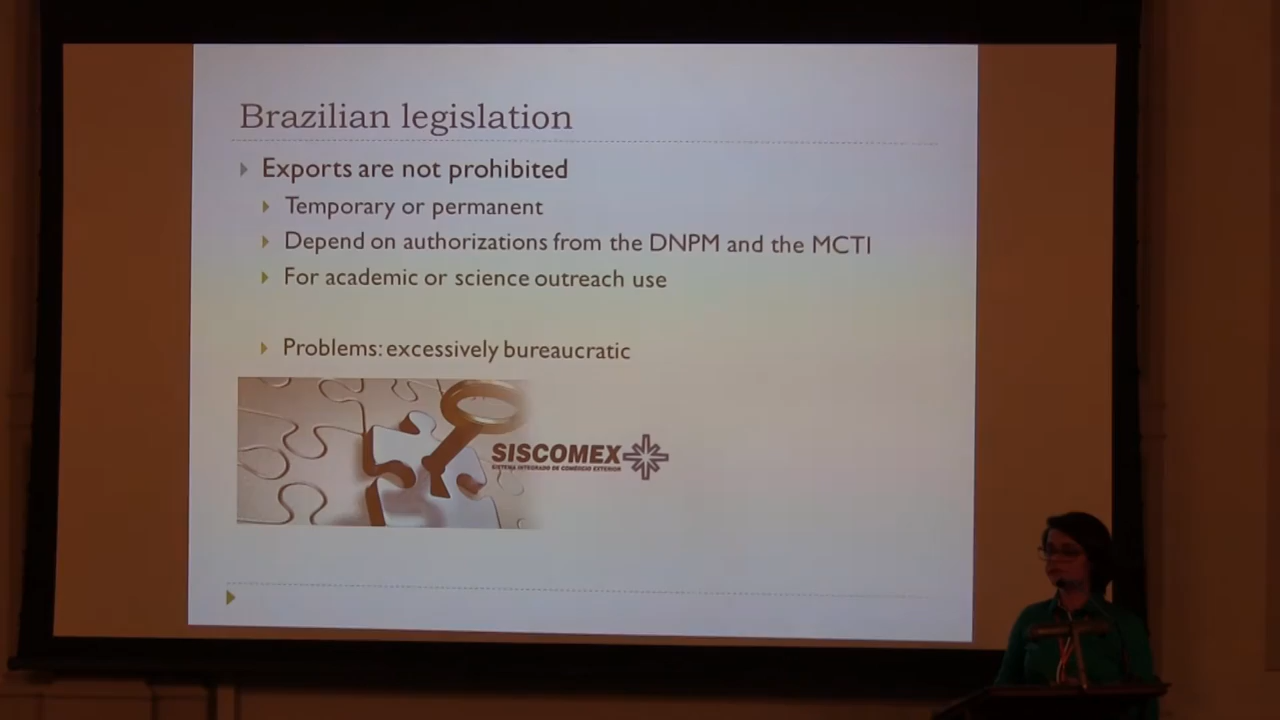 Brazilian legislation
Exports are not prohibited
Temporary or permanent
Depend on authorizations from the DNPM and the MCTI
For academic or science outreach use
Problems: excessively bureaucratic
SISCOMEX
SISTEMA INTEGRADO DE COMÉRCIO EXTERIOR